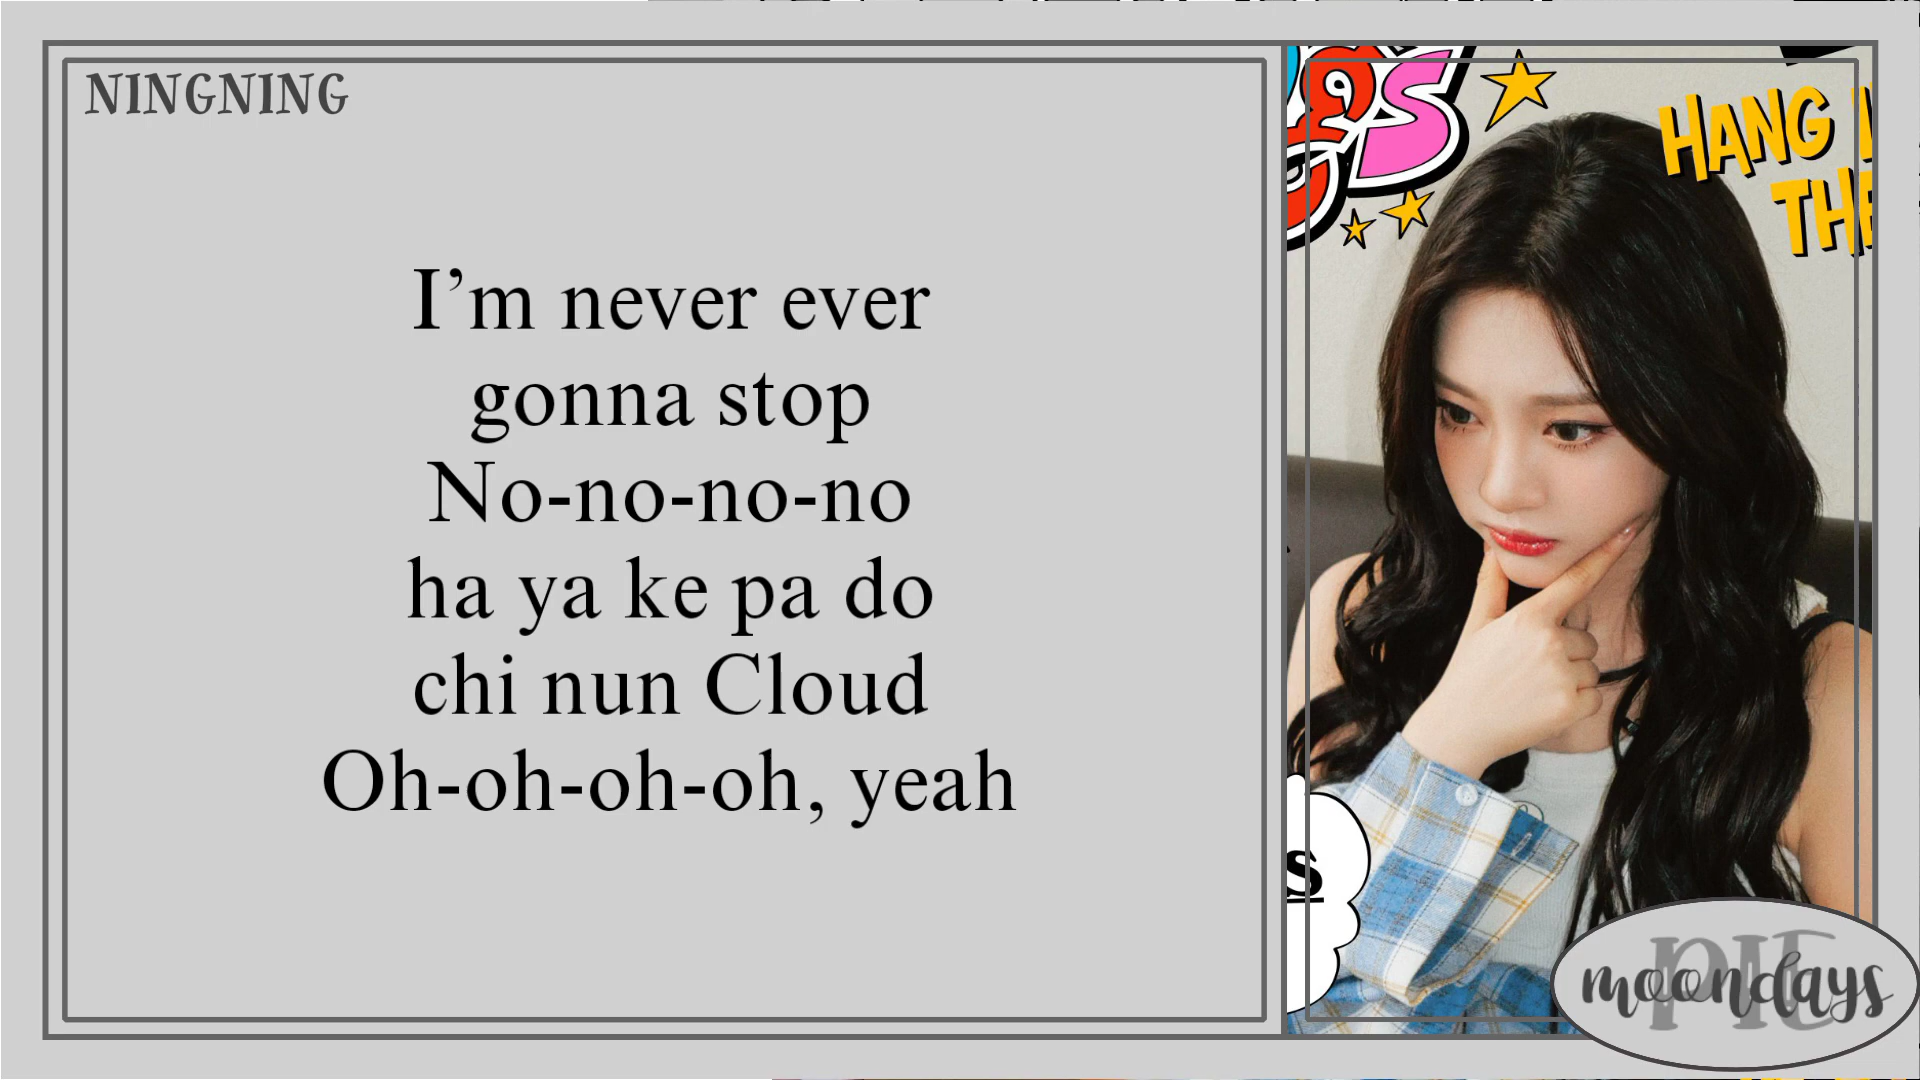 NINGNING
I’m never ever
gonna stop
No-no-no-no
ha ya ke pa do
chi nun Cloud
Oh-oh-oh-oh, yeah
HANG
THE
s
moondays